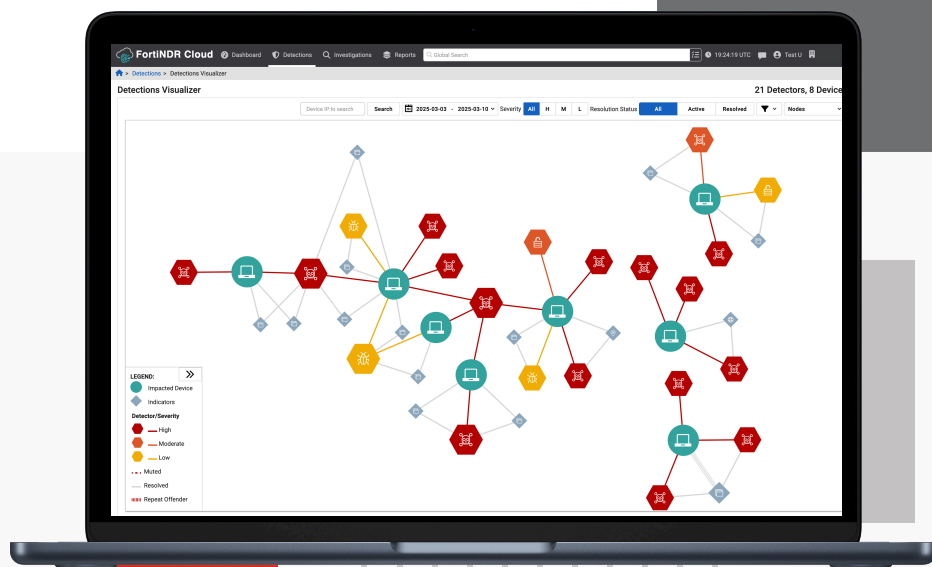 FortiNDR Cloud Dashboard Detections Investigations Reports Global Search 19:24:19 UTC Test U
> Detections > Detections Visualizer
Detections Visualizer 21 Detectors, 8 Device
Device IP to search Search 2025-03-03 - 2025-03-10 Severity All H M L Resolution Status All Active Resolved Nodes
LEGEND:
Impacted Device
Indicators
Detector/Severity
High
Moderate
Low
Muted
Resolved
Repeat Offender